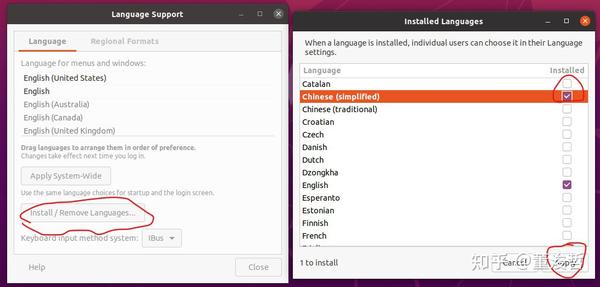 Language Support
Language
Regional Formats
Language for menus and windows:
English (United States)
English
English (Australia)
English (Canada)
English (United Kingdom)
Drag languages to arrange them in order of preference.
Changes take effect next time you log in.
Apply System-Wide
Use the same language choices for startup and the login screen.
Install / Remove Languages...
Keyboard input method system:
IBus
Help
Close
Installed Languages
When a language is installed, individual users can choose it in their Language
settings.
Language
Installed
Catalan
Chinese (simplified)
Chinese (traditional)
Croatian
Czech
Danish
Dutch
Dzongkha
English
Esperanto
Estonian
Finnish
French
1 to install
Cancel
Apply
知乎